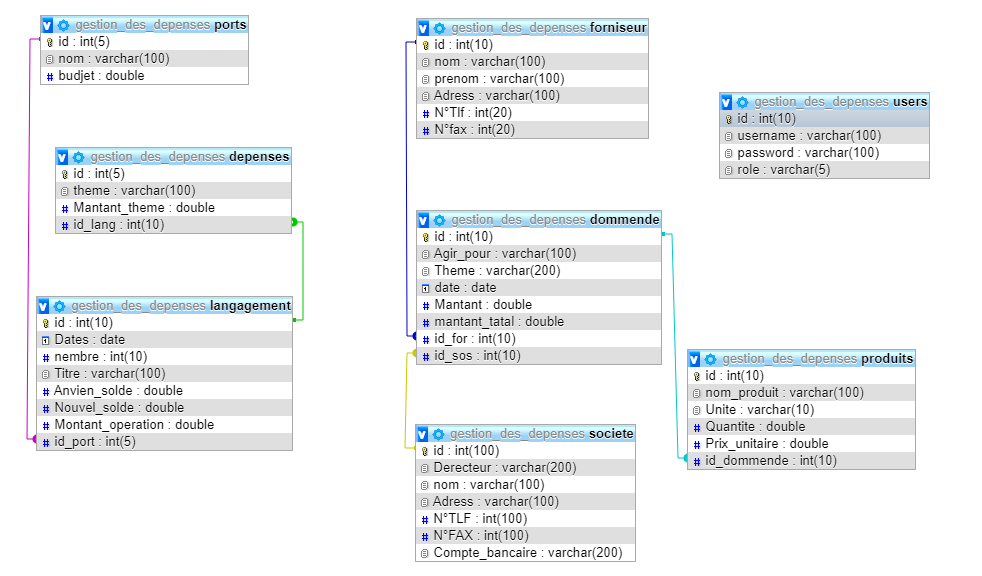 gestion_des_depenses ports
id : int(5)
nom : varchar(100)
budjet : double
gestion_des_depenses depenses
id : int(5)
theme : varchar(100)
Mantant_theme : double
id_lang : int(10)
gestion_des_depenses langagement
id : int(10)
Dates : date
nembre : int(10)
Titre : varchar(100)
Anvien_solde : double
Nouvel_solde : double
Montant_operation : double
id_port : int(5)
gestion_des_depenses forniseur
id : int(10)
nom : varchar(100)
prenom : varchar(100)
Adress : varchar(100)
N°Tlf : int(20)
N°fax : int(20)
gestion_des_depenses dommende
id : int(10)
Agir_pour : varchar(100)
Theme : varchar(200)
date : date
Mantant : double
mantant_tatal : double
id_for : int(10)
id_sos : int(10)
gestion_des_depenses societe
id : int(100)
Derecteur : varchar(200)
nom : varchar(100)
Adress : varchar(100)
N°TLF : int(100)
N°FAX : int(100)
Compte_bancaire : varchar(200)
gestion_des_depenses users
id : int(10)
username : varchar(100)
password : varchar(100)
role : varchar(5)
gestion_des_depenses produits
id : int(10)
nom_produit : varchar(100)
Unite : varchar(10)
Quantite : double
Prix_unitaire : double
id_dommende : int(10)